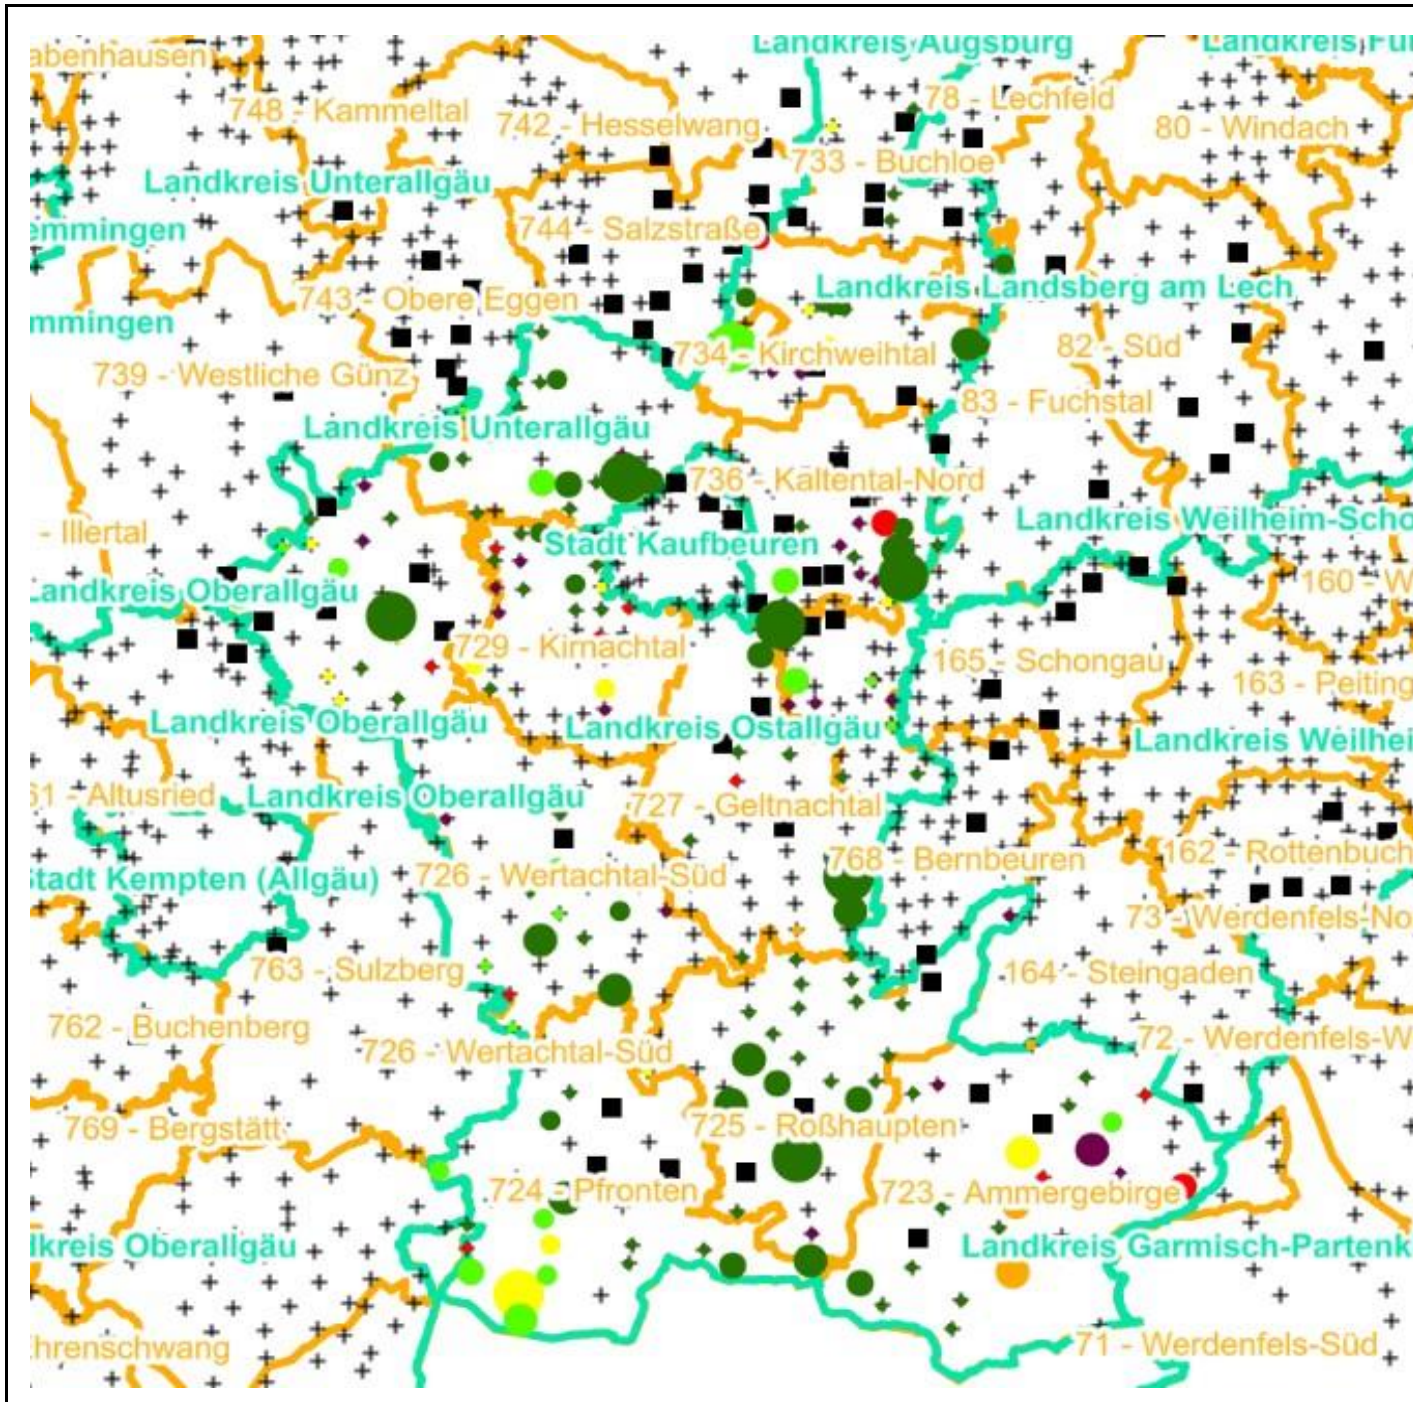 Landkreis Augsburg
Landkreis Für
abenhausen
748 - Kammeltal
78 - Lechfeld
742 - Hesselwang
80 - Windach
733 - Buchloe
Landkreis Unterallgäu
emmingen
744 - Salzstraße
743 - Obere Eggen
Landkreis Landsberg am Lech
mmingen
734 - Kirchweihtal
82 - Süd
739 - Westliche Günz
83 - Fuchstal
Landkreis Unterallgäu
736 - Kaltental-Nord
- Illertal
Landkreis Weilheim-Scho
Stadt Kaufbeuren
Landkreis Oberallgäu
160 - W
729 - Kirnachtal
165 - Schongau
163 - Peiting
Landkreis Oberallgäu
Landkreis Ostallgäu
Landkreis Weilhei
61 - Altusried
Landkreis Oberallgäu
727 - Geltnachtal
768 - Bernbeuren
162 - Rottenbuch
Stadt Kempten (Allgäu)
726 - Wertachtal-Süd
73 - Werdenfels-No
763 - Sulzberg
164 - Steingaden
762 - Buchenberg
726 - Wertachtal-Süd
72 - Werdenfels-W
769 - Bergstätt
725 - Roßhaupten
724 - Pfronten
723 - Ammergebirge
dkreis Oberallgäu
Landkreis Garmisch-Partenk
Ehrenschwang
71 - Werdenfels-Süd